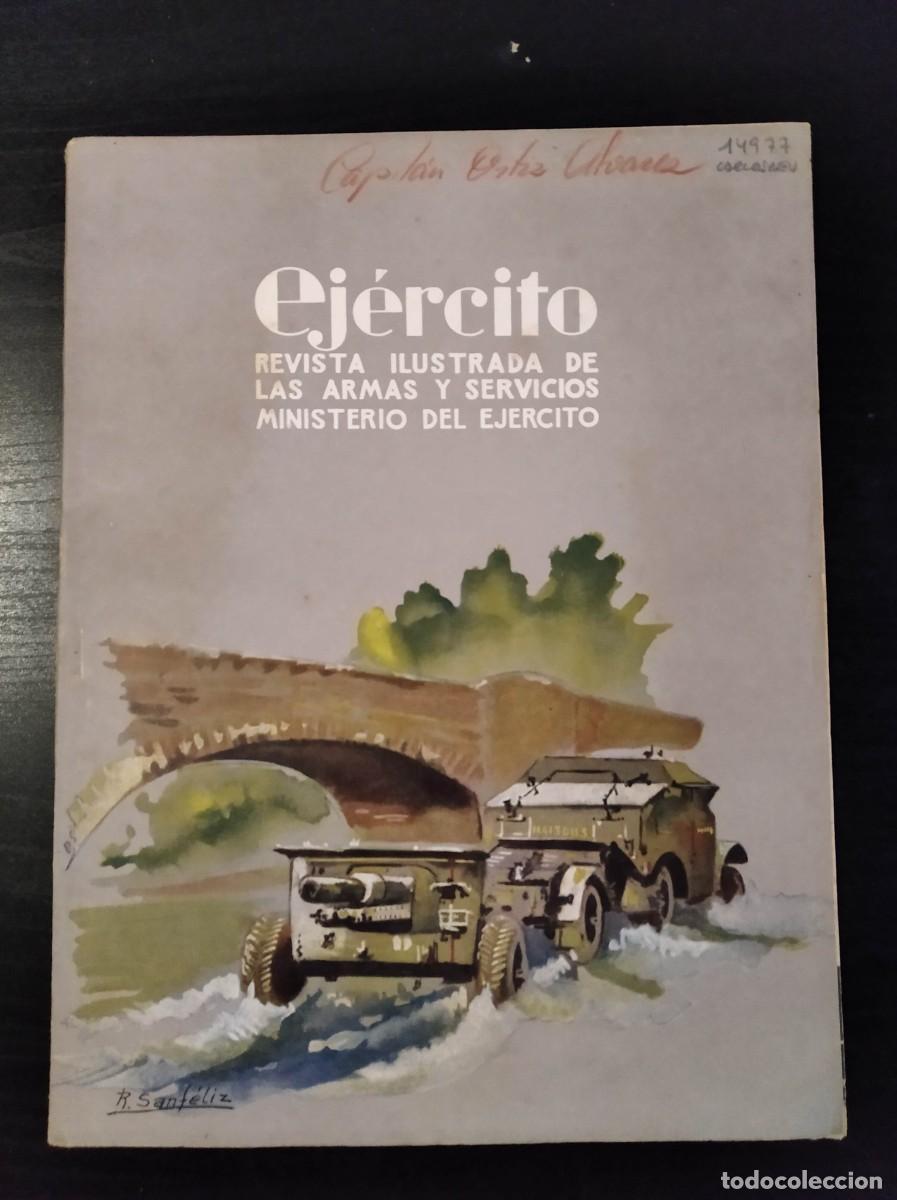 Capitán Ortiz Alvarez
14977
ejército
REVISTA ILUSTRADA DE
LAS ARMAS Y SERVICIOS
MINISTERIO DEL EJERCITO
R. Sanféliz
todocoleccion